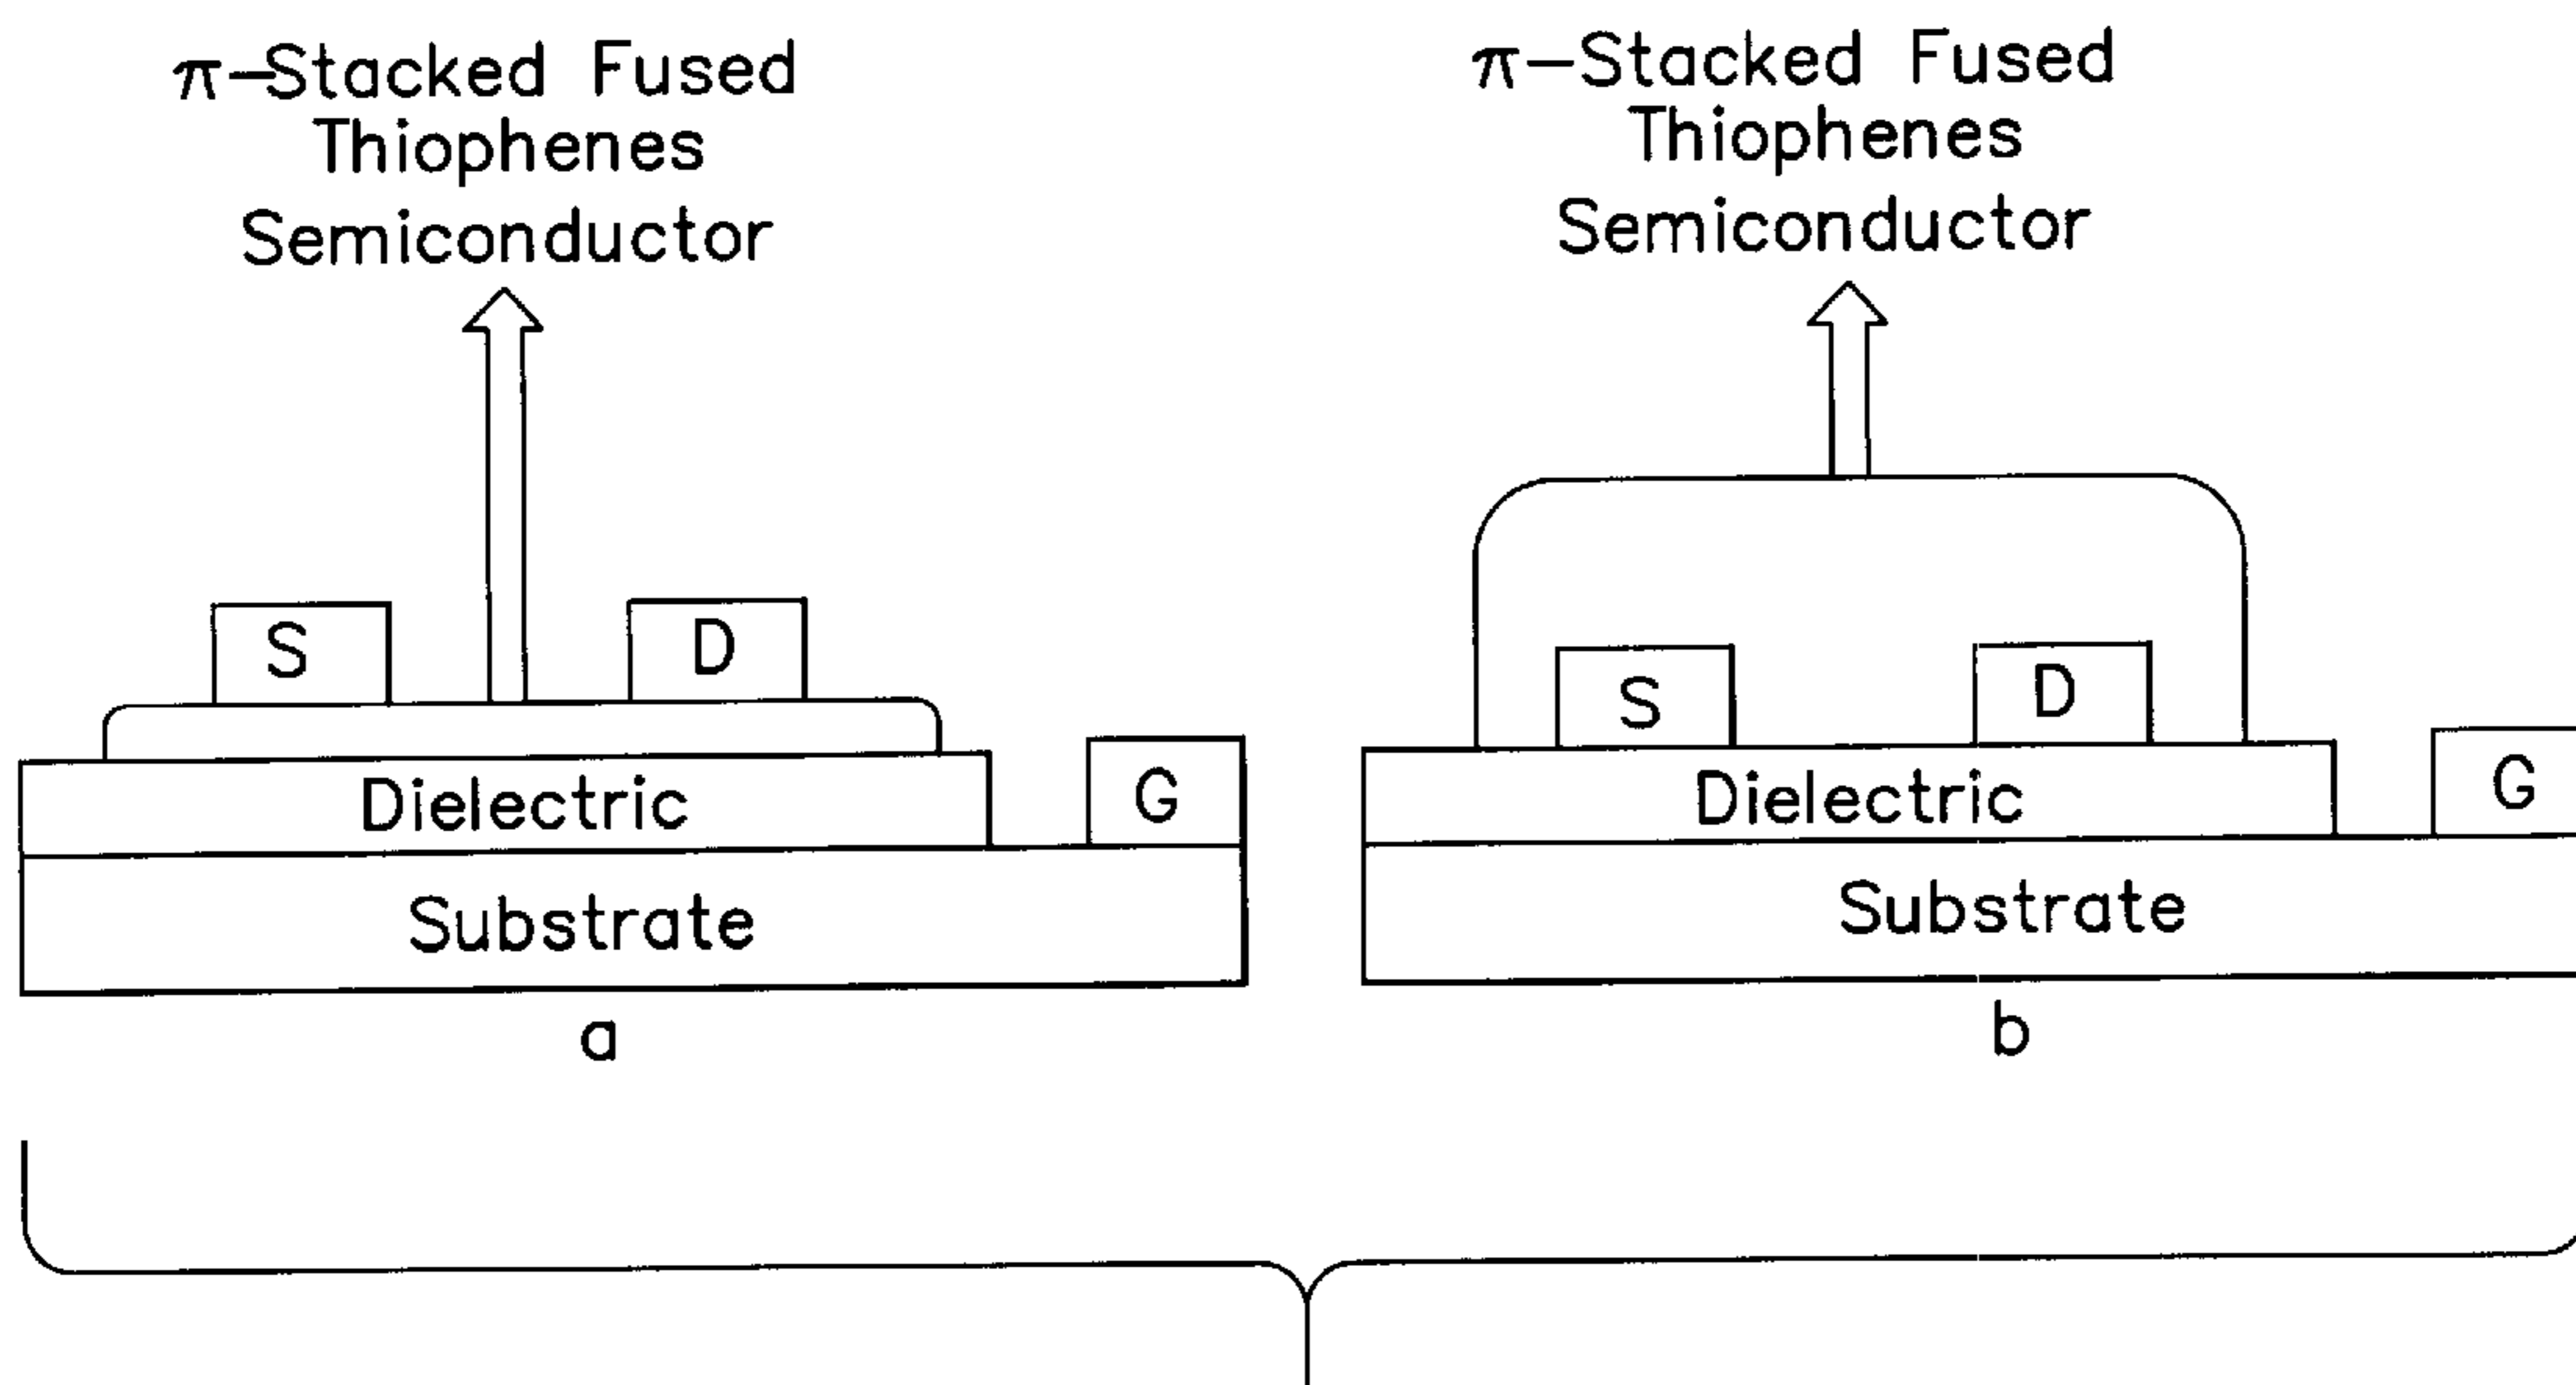 π-Stacked Fused
Thiophenes
Semiconductor
S
D
G
Dielectric
Substrate
a
π-Stacked Fused
Thiophenes
Semiconductor
S
D
G
Dielectric
Substrate
b